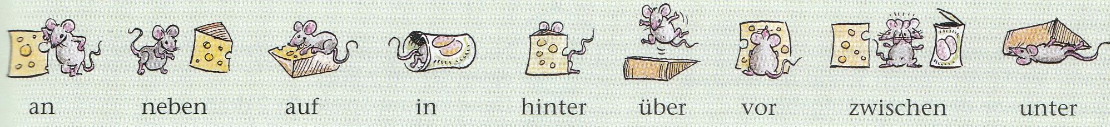 an neben auf in hinter über vor zwischen unter